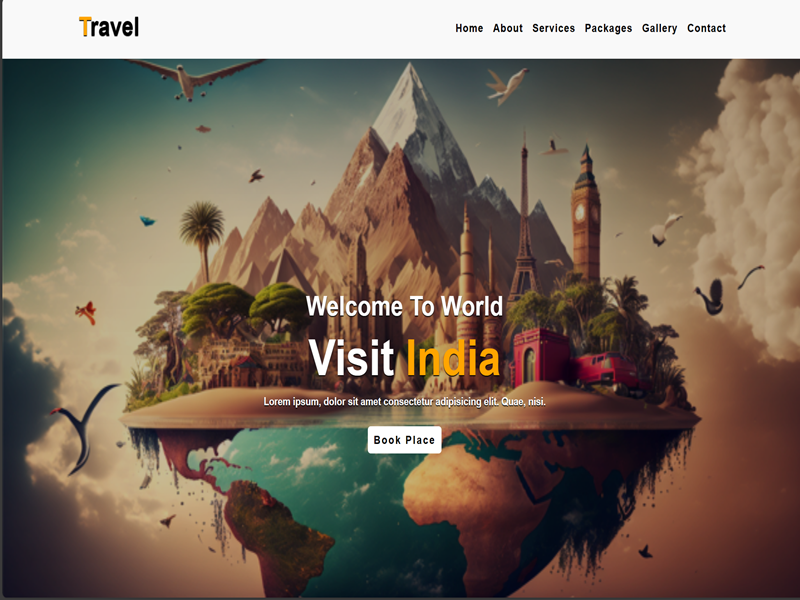 Travel
Home About Services Packages Gallery Contact
Welcome To World
Visit India
Lorem ipsum, dolor sit amet consectetur adipisicing elit. Quae, nisi.
Book Place